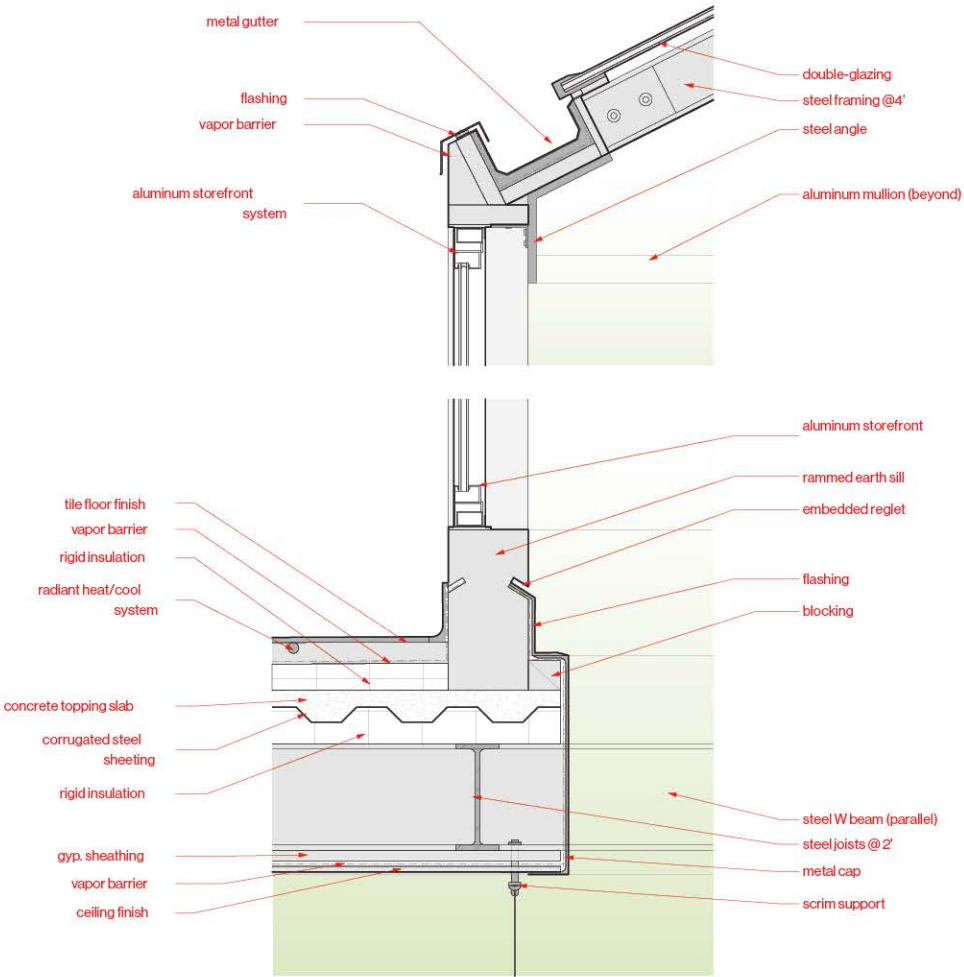 metal gutter
flashing
vapor barrier
aluminum storefront
system
double-glazing
steel framing @4'
steel angle
aluminum mullion (beyond)
tile floor finish
vapor barrier
rigid insulation
radiant heat/cool
system
concrete topping slab
corrugated steel
sheeting
rigid insulation
gyp. sheathing
vapor barrier
ceiling finish
aluminum storefront
rammed earth sill
embedded reglet
flashing
blocking
steel W beam (parallel)
steel joists @ 2'
metal cap
scrim support